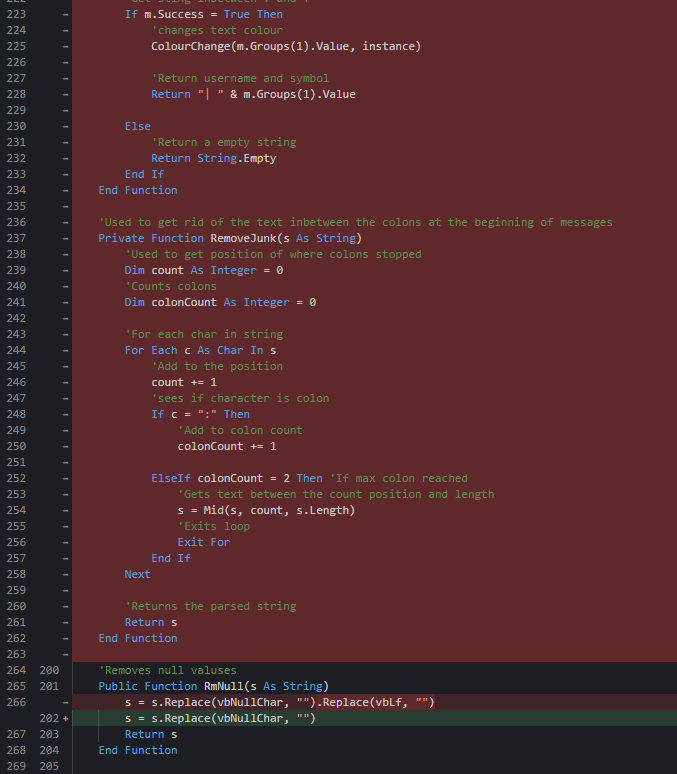 223 - If m.Success = True Then
224 - 'changes text colour
225 - ColourChange(m.Groups(1).Value, instance)
226 -
227 - 'Return username and symbol
228 - Return "| " & m.Groups(1).Value
229 -
230 - Else
231 - 'Return a empty string
232 - Return String.Empty
233 - End If
234 - End Function
235 -
236 - 'Used to get rid of the text inbetween the colons at the beginning of messages
237 - Private Function RemoveJunk(s As String)
238 - 'Used to get position of where colons stopped
239 - Dim count As Integer = 0
240 - 'Counts colons
241 - Dim colonCount As Integer = 0
242 -
243 - 'For each char in string
244 - For Each c As Char In s
245 - 'Add to the position
246 - count += 1
247 - 'sees if character is colon
248 - If c = ":" Then
249 - 'Add to colon count
250 - colonCount += 1
251 -
252 - ElseIf colonCount = 2 Then 'If max colon reached
253 - 'Gets text between the count position and length
254 - s = Mid(s, count, s.Length)
255 - 'Exits loop
256 - Exit For
257 - End If
258 - Next
259 -
260 - 'Returns the parsed string
261 - Return s
262 - End Function
263 -
264 200 'Removes null valuses
265 201 Public Function RmNull(s As String)
266 - s = s.Replace(vbNullChar, "").Replace(vbLf, "")
202 + s = s.Replace(vbNullChar, "")
267 203 Return s
268 204 End Function
269 205